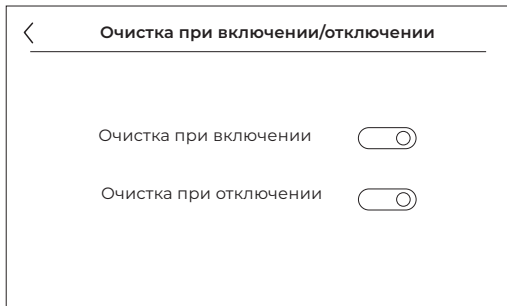 Очистка при включении/отключении
Очистка при включении
Очистка при отключении